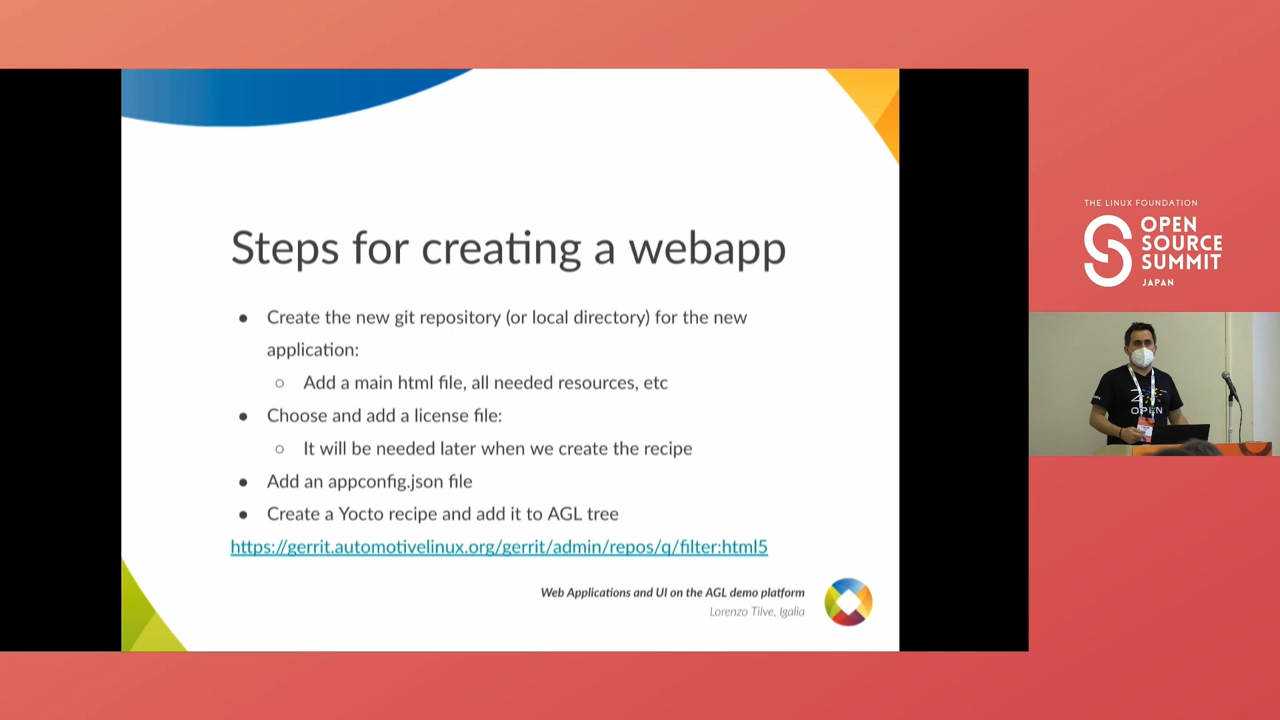 Steps for creating a webapp
● Create the new git repository (or local directory) for the new
application:
○ Add a main html file, all needed resources, etc
● Choose and add a license file:
○ It will be needed later when we create the recipe
● Add an appconfig.json file
● Create a Yocto recipe and add it to AGL tree
https://gerrit.automotivelinux.org/gerrit/admin/repos/q/filter:html5
Web Applications and UI on the AGL demo platform
Lorenzo Tilve, Igalia
THE LINUX FOUNDATION
OPEN
SOURCE
SUMMIT
JAPAN
OPEN